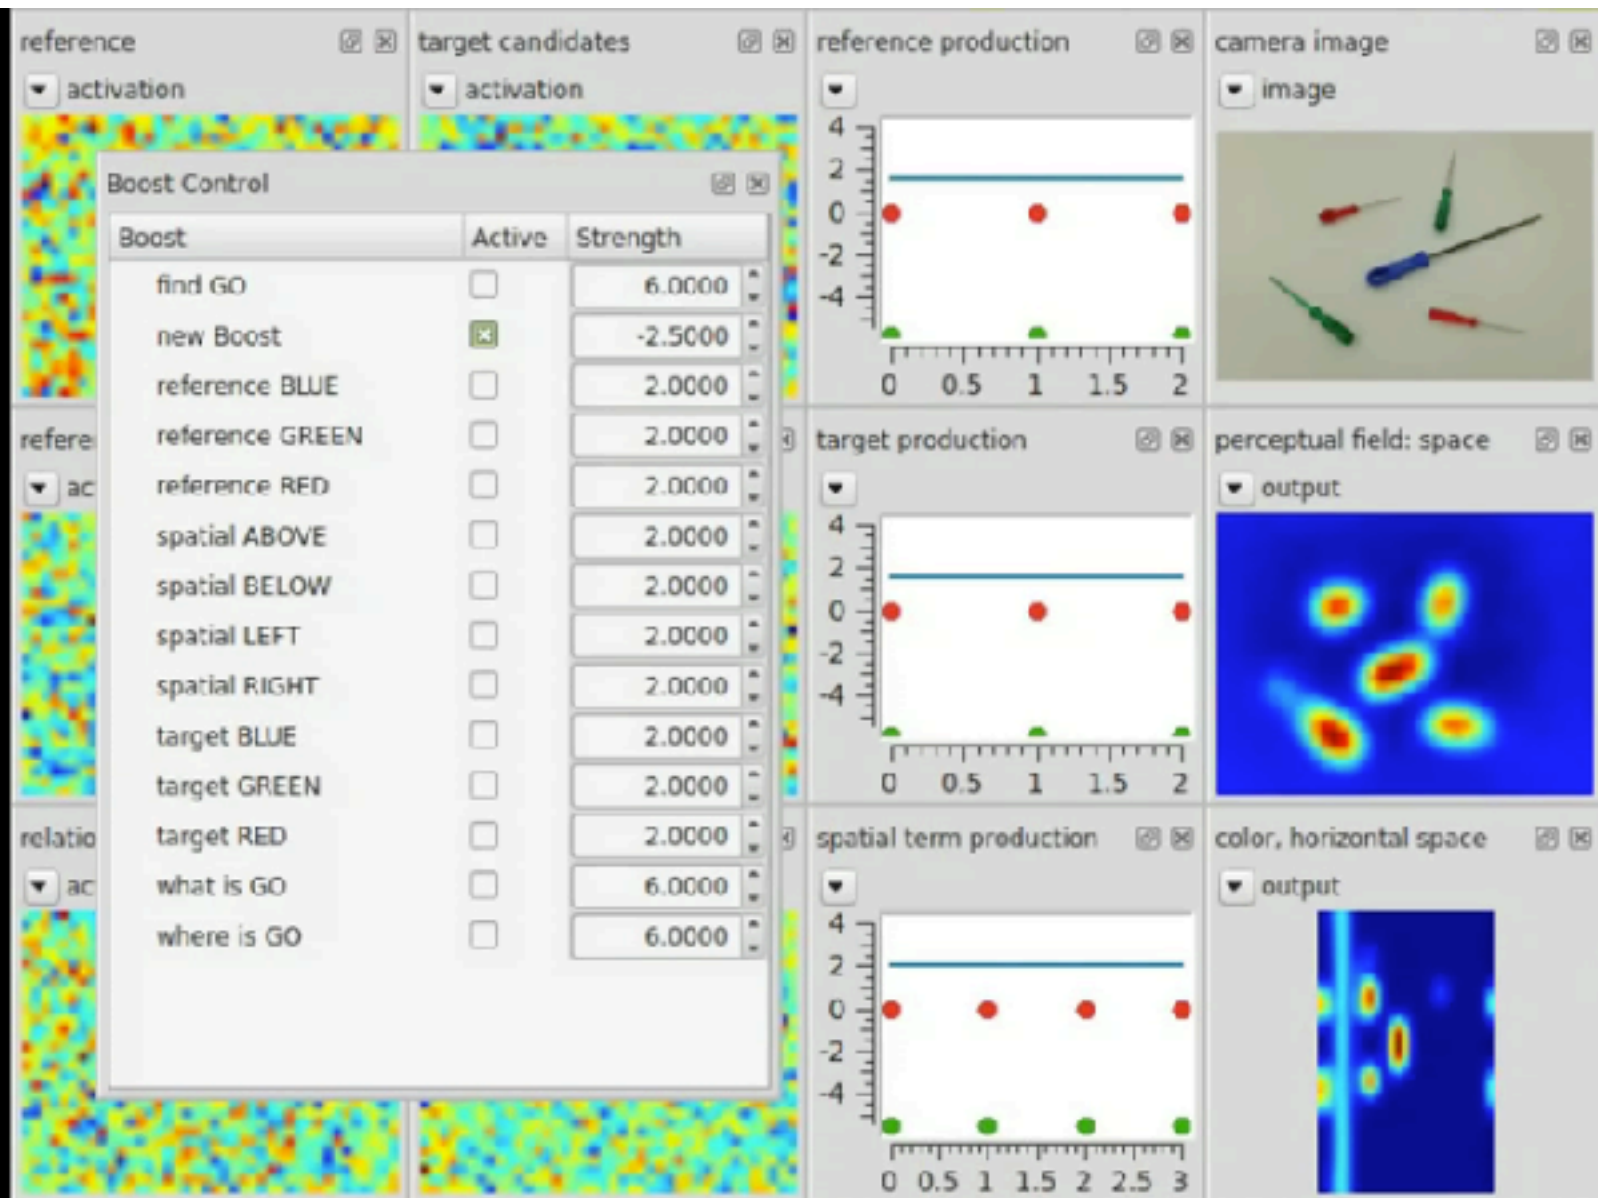 reference
activation
target candidates
activation
reference production
4
2
0
-2
-4
0 0.5 1 1.5 2
camera image
image
Boost Control
Boost Active Strength
find GO 6.0000
new Boost -2.5000
reference BLUE 2.0000
reference GREEN 2.0000
reference RED 2.0000
spatial ABOVE 2.0000
spatial BELOW 2.0000
spatial LEFT 2.0000
spatial RIGHT 2.0000
target BLUE 2.0000
target GREEN 2.0000
target RED 2.0000
what is GO 6.0000
where is GO 6.0000
refere
ac
target production
4
2
0
-2
-4
0 0.5 1 1.5 2
perceptual field: space
output
relatio
ac
spatial term production
4
2
0
-2
-4
0 0.5 1 1.5 2 2.5 3
color, horizontal space
output